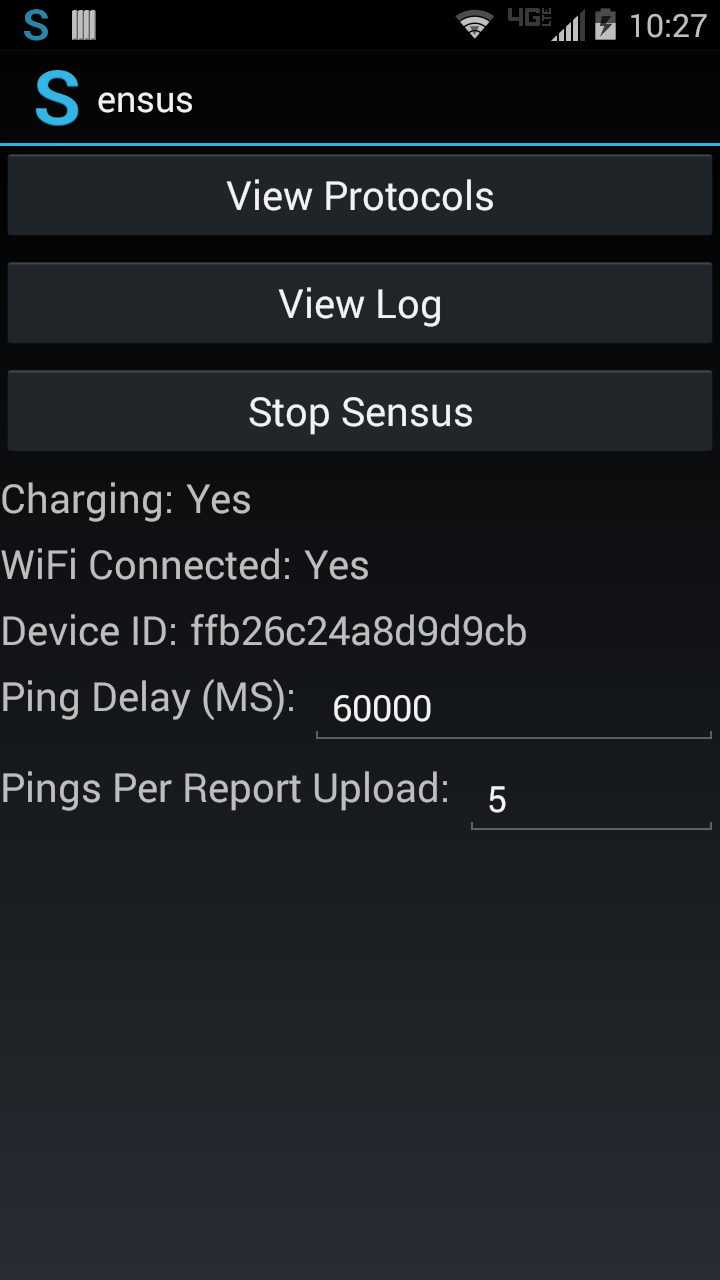 S 4G LTE 10:27
S ensus
View Protocols
View Log
Stop Sensus
Charging: Yes
WiFi Connected: Yes
Device ID: ffb26c24a8d9d9cb
Ping Delay (MS): 60000
Pings Per Report Upload: 5